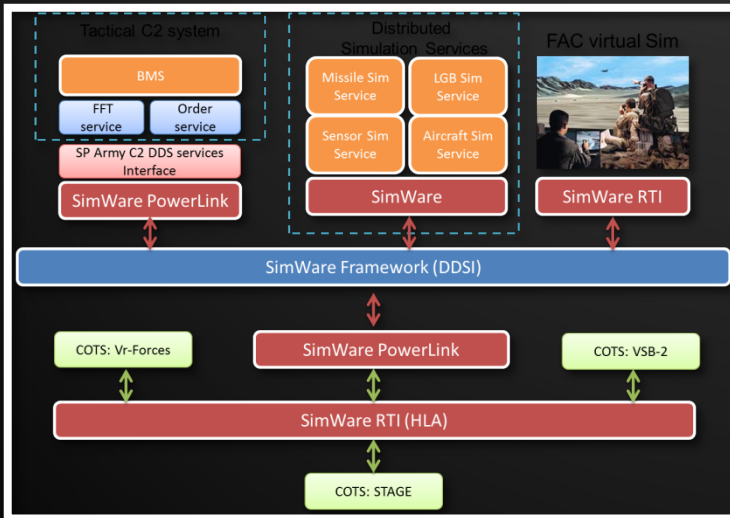 Tactical C2 system
BMS
FFT
service
Order
service
SP Army C2 DDS services
Interface
SimWare PowerLink
Distributed
Simulation Services
Missile Sim
Service
LGB Sim
Service
Sensor Sim
Service
Aircraft Sim
Service
SimWare
FAC virtual Sim
SimWare RTI
SimWare Framework (DDSI)
COTS: Vr-Forces
SimWare PowerLink
COTS: VSB-2
SimWare RTI (HLA)
COTS: STAGE